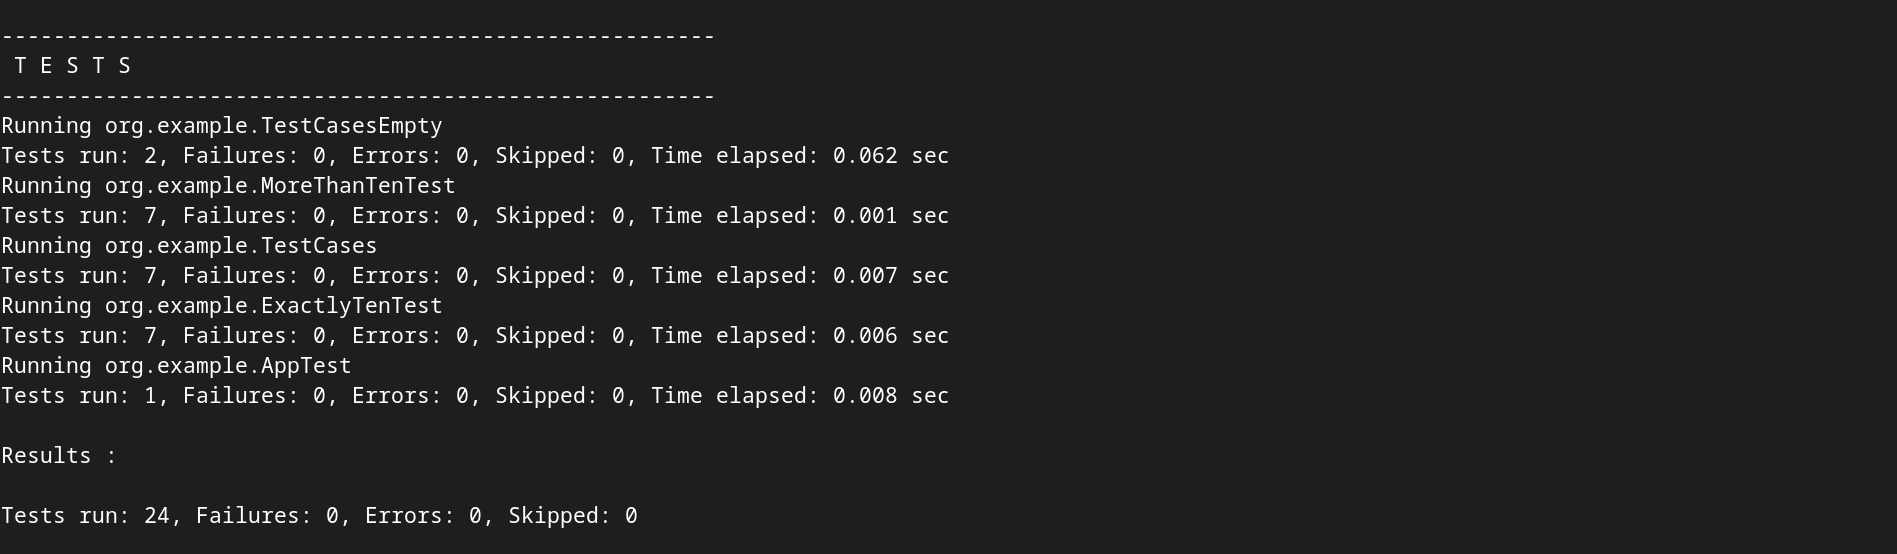 -------------------------------------------------------
 T E S T S
-------------------------------------------------------
Running org.example.TestCasesEmpty
Tests run: 2, Failures: 0, Errors: 0, Skipped: 0, Time elapsed: 0.062 sec
Running org.example.MoreThanTenTest
Tests run: 7, Failures: 0, Errors: 0, Skipped: 0, Time elapsed: 0.001 sec
Running org.example.TestCases
Tests run: 7, Failures: 0, Errors: 0, Skipped: 0, Time elapsed: 0.007 sec
Running org.example.ExactlyTenTest
Tests run: 7, Failures: 0, Errors: 0, Skipped: 0, Time elapsed: 0.006 sec
Running org.example.AppTest
Tests run: 1, Failures: 0, Errors: 0, Skipped: 0, Time elapsed: 0.008 sec

Results :

Tests run: 24, Failures: 0, Errors: 0, Skipped: 0